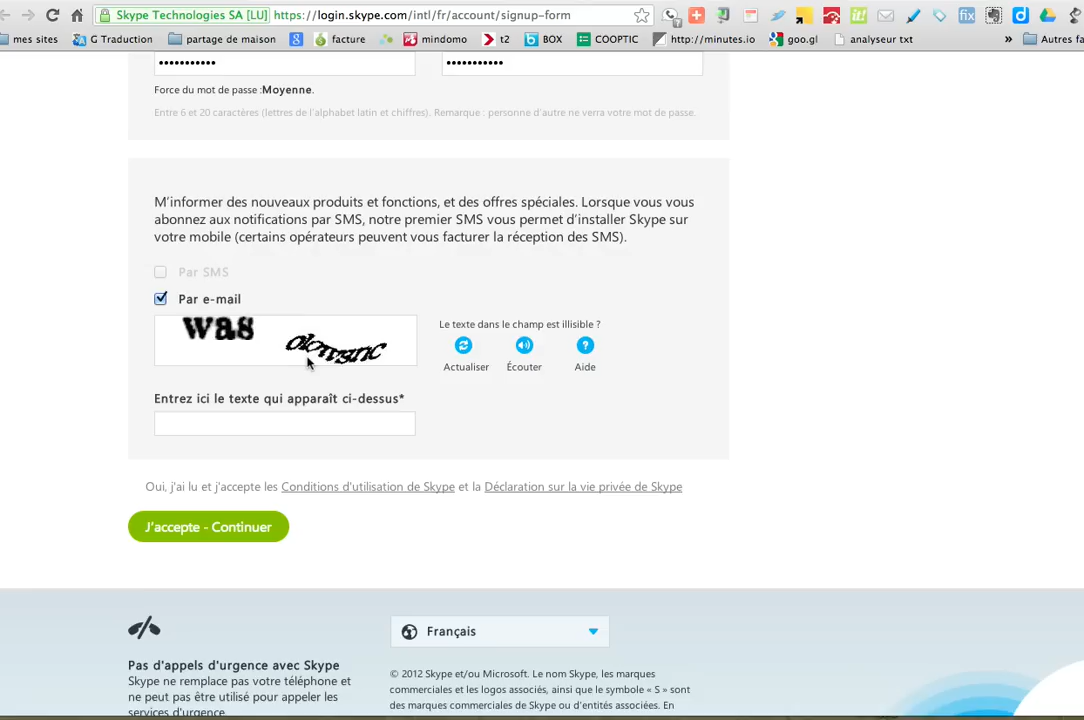 Skype Technologies SA [LU] https://login.skype.com/intl/fr/account/signup-form
mes sites G Traduction partage de maison facture mindomo t2 BOX COOPTIC http://minutes.io goo.gl analyseur txt » Autres fa
••••••••••• •••••••••••
Force du mot de passe :Moyenne.
Entre 6 et 20 caractères (lettres de l'alphabet latin et chiffres). Remarque : personne d'autre ne verra votre mot de passe.
M'informer des nouveaux produits et fonctions, et des offres spéciales. Lorsque vous vous
abonnez aux notifications par SMS, notre premier SMS vous permet d'installer Skype sur
votre mobile (certains opérateurs peuvent vous facturer la réception des SMS).
Par SMS
Par e-mail
was
Le texte dans le champ est illisible ?
Actualiser Écouter Aide
Entrez ici le texte qui apparaît ci-dessus*
Oui, j'ai lu et j'accepte les Conditions d'utilisation de Skype et la Déclaration sur la vie privée de Skype
J'accepte - Continuer
Français
Pas d'appels d'urgence avec Skype
Skype ne remplace pas votre téléphone et
ne peut pas être utilisé pour appeler les
services d'urgence
© 2012 Skype et/ou Microsoft. Le nom Skype, les marques
commerciales et les logos associés, ainsi que le symbole « S » sont
des marques commerciales de Skype ou d'entités associées. En